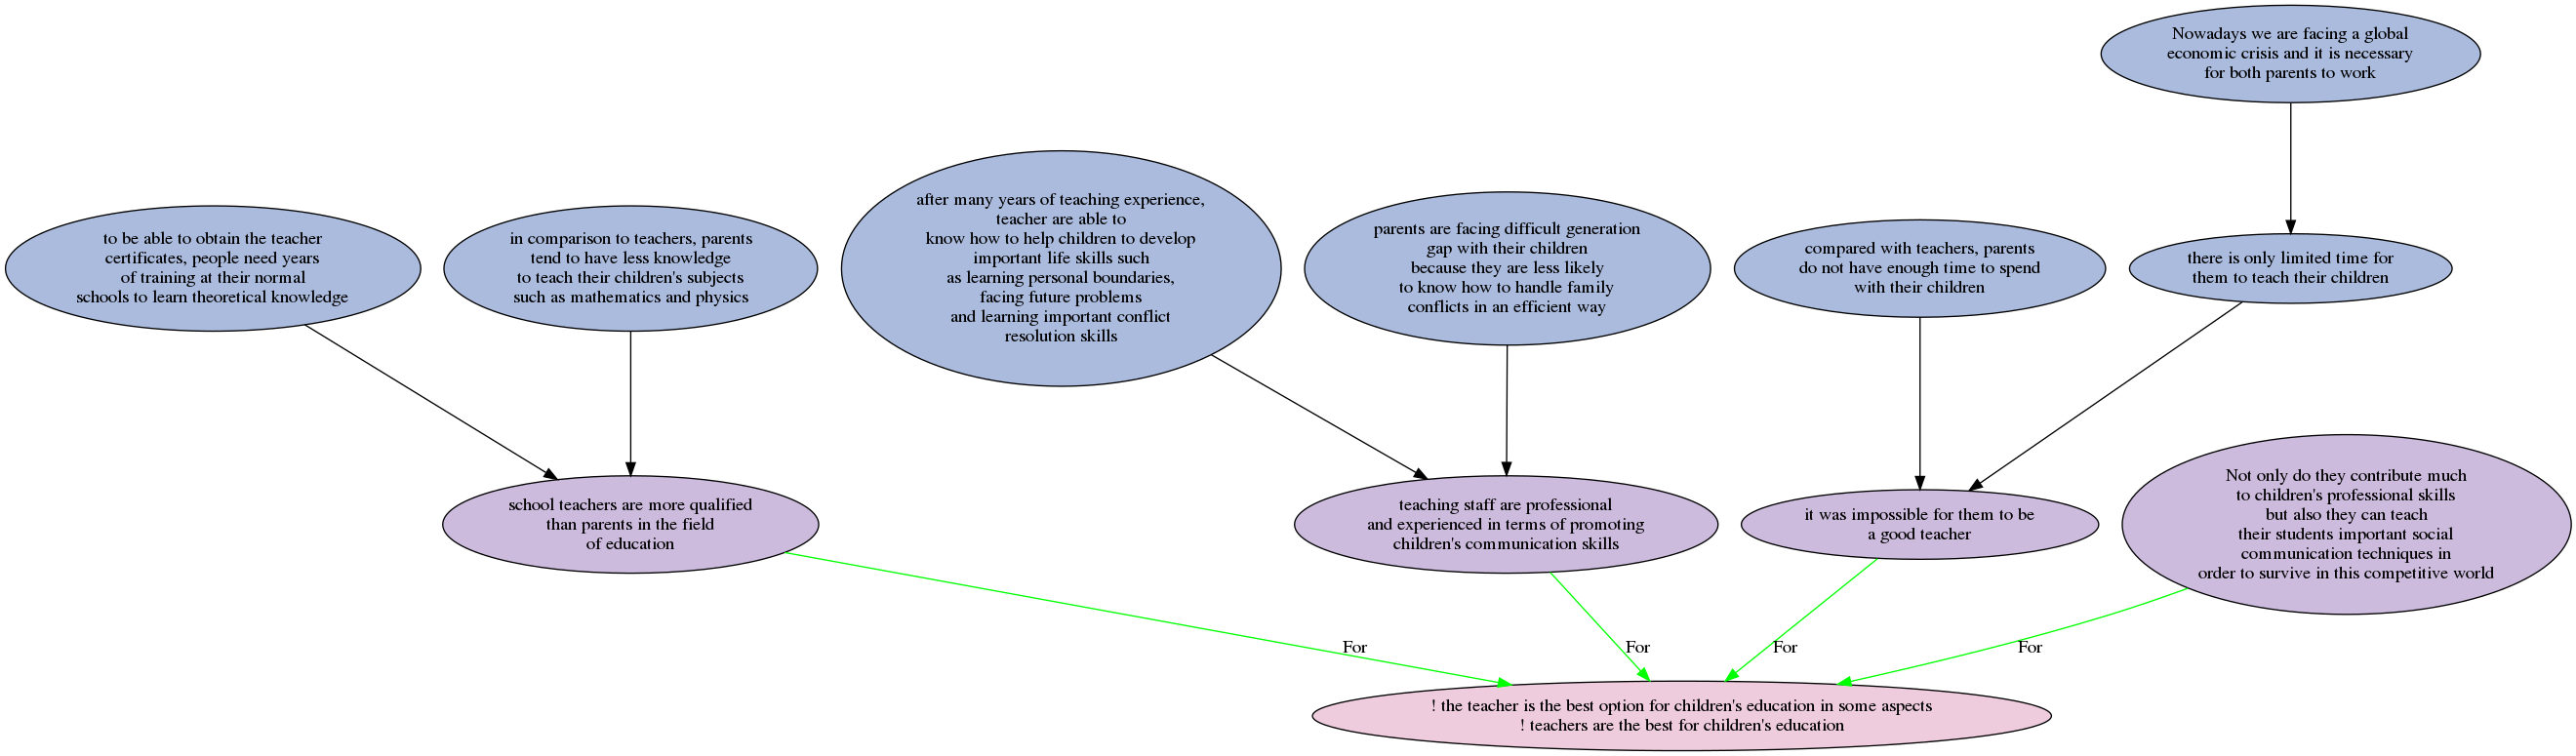 Nowadays we are facing a global
economic crisis and it is necessary
for both parents to work
to be able to obtain the teacher
certificates, people need years
of training at their normal
schools to learn theoretical knowledge
in comparison to teachers, parents
tend to have less knowledge
to teach their children's subjects
such as mathematics and physics
after many years of teaching experience,
teacher are able to
know how to help children to develop
important life skills such
as learning personal boundaries,
facing future problems
and learning important conflict
resolution skills
parents are facing difficult generation
gap with their children
because they are less likely
to know how to handle family
conflicts in an efficient way
compared with teachers, parents
do not have enough time to spend
with their children
there is only limited time for
them to teach their children
school teachers are more qualified
than parents in the field
of education
teaching staff are professional
and experienced in terms of promoting
children's communication skills
it was impossible for them to be
a good teacher
Not only do they contribute much
to children's professional skills
but also they can teach
their students important social
communication techniques in
order to survive in this competitive world
For
For
For
For
! the teacher is the best option for children's education in some aspects
! teachers are the best for children's education